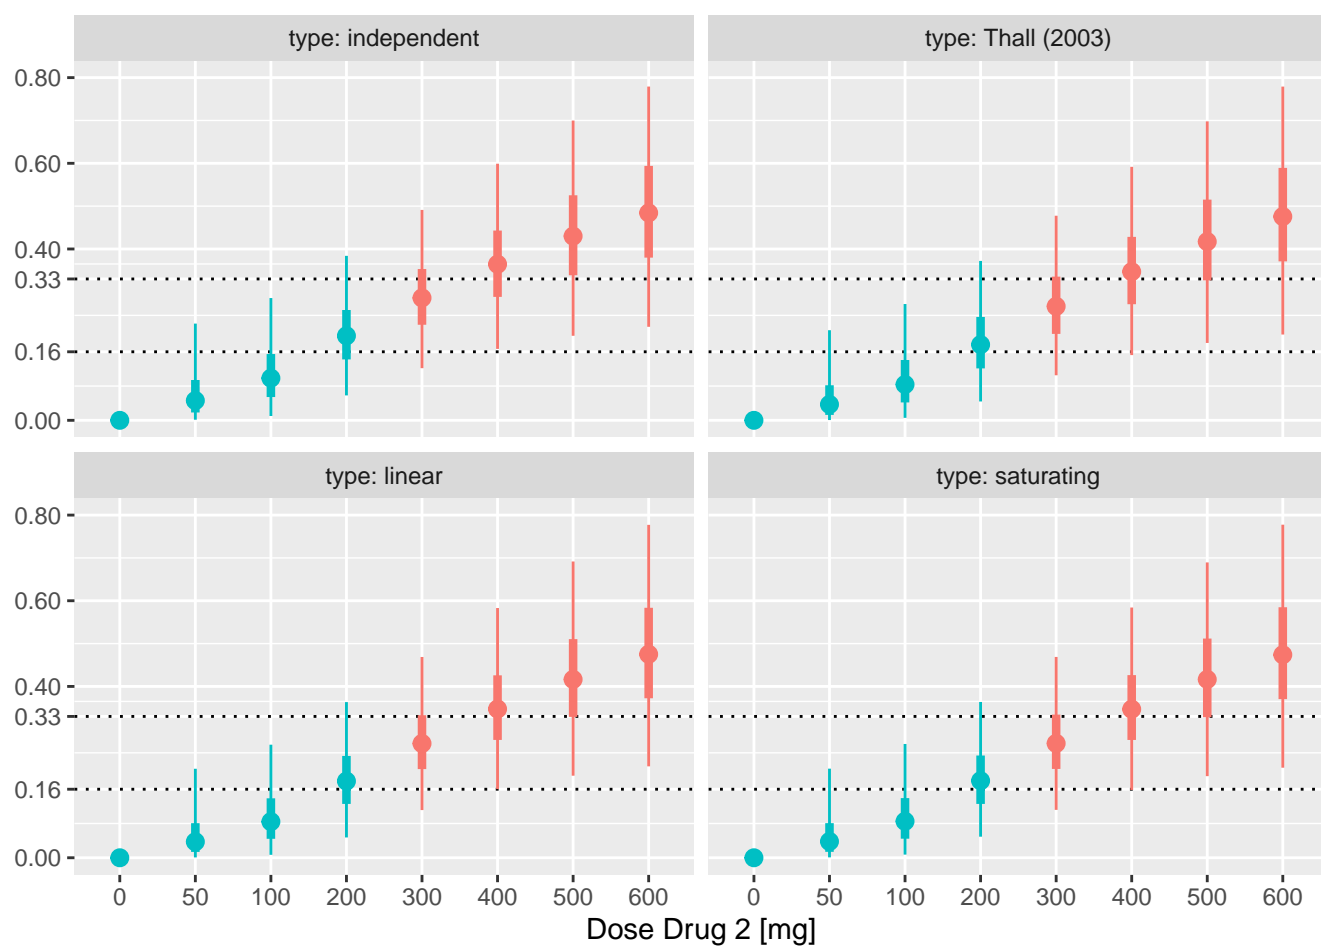 type: independent
type: Thall (2003)
0.80
0.60
0.40
0.33
0.16
0.00
type: linear
type: saturating
0.80
0.60
0.40
0.33
0.16
0.00
0 50 100 200 300 400 500 600 0 50 100 200 300 400 500 600
Dose Drug 2 [mg]